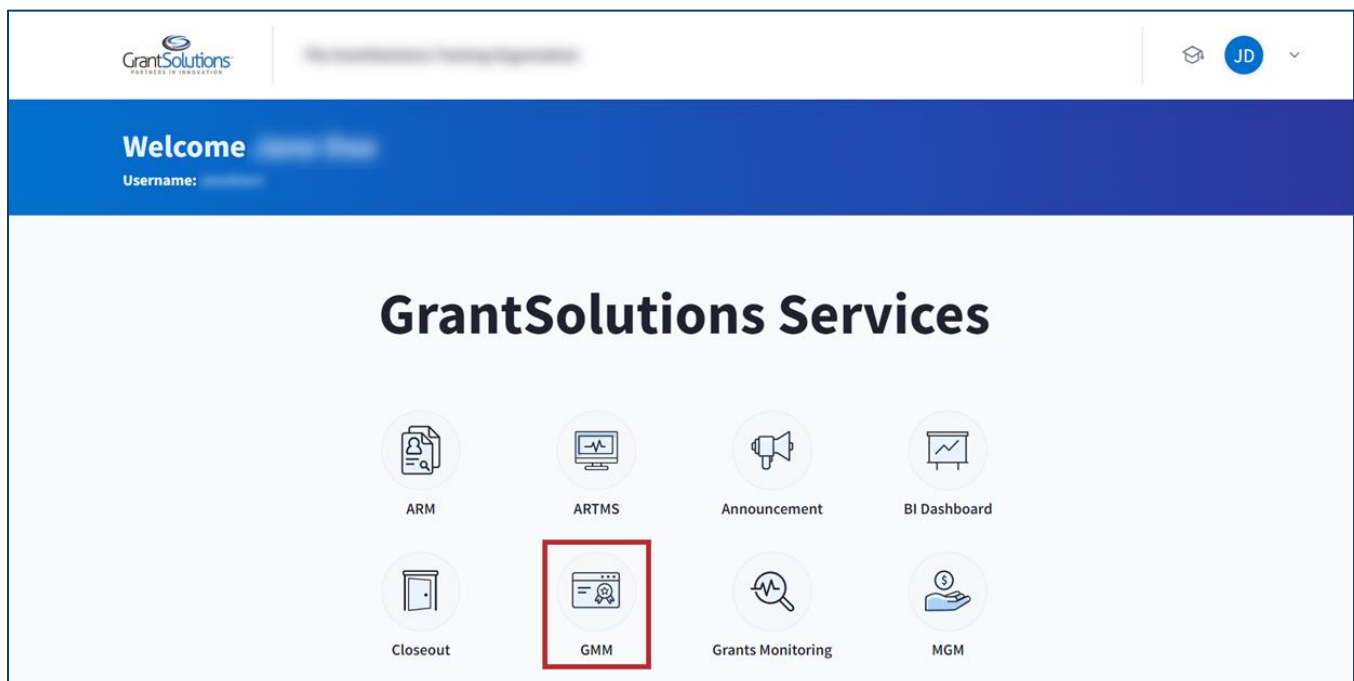 GrantSolutions
PARTNERS IN INNOVATION
JD
Welcome
Username:
GrantSolutions Services
ARM
ARTMS
Announcement
BI Dashboard
Closeout
GMM
Grants Monitoring
MGM